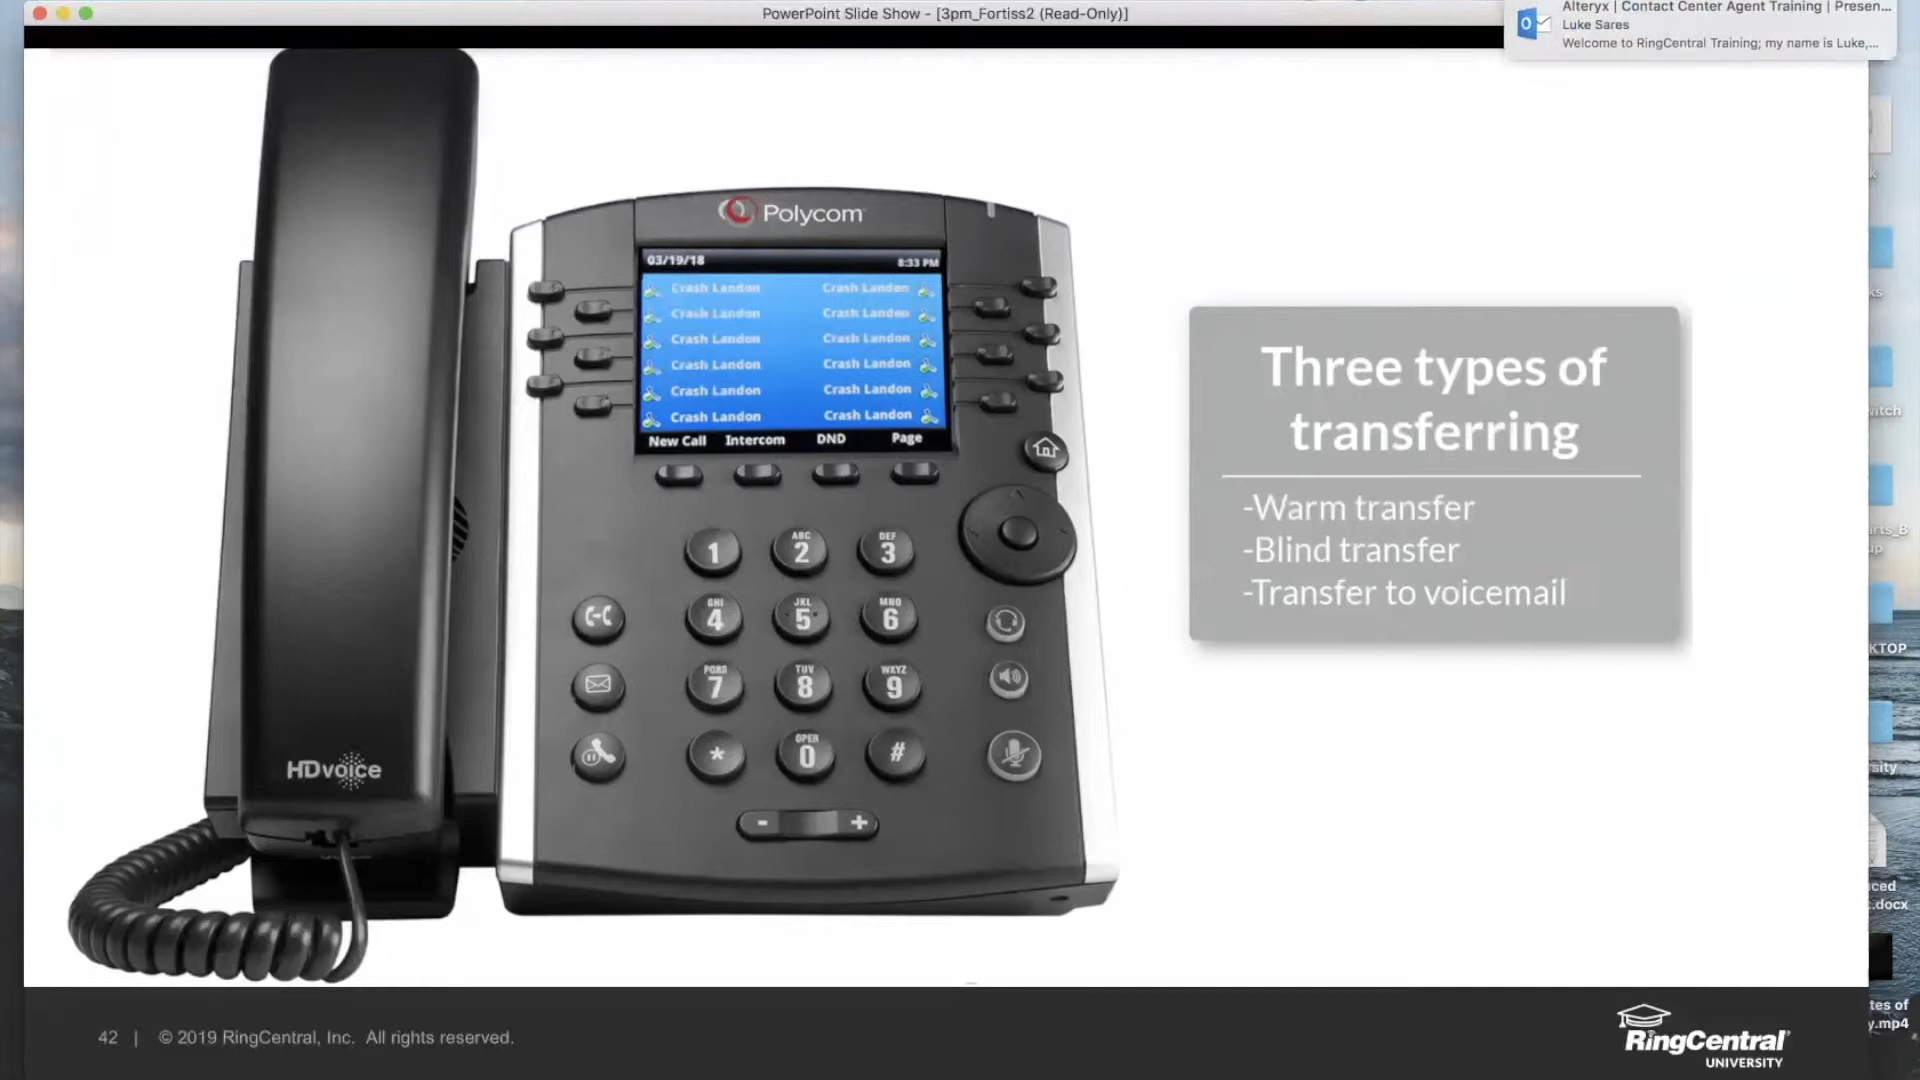 PowerPoint Slide Show - [3pm_Fortiss2 (Read-Only)]
Alteryx | Contact Center Agent Training | Presen...
Luke Sares
Welcome to RingCentral Training; my name is Luke,...
Polycom
03/19/18 8:33 PM
Crash Landon Crash Landon
Crash Landon Crash Landon
Crash Landon Crash Landon
Crash Landon Crash Landon
Crash Landon Crash Landon
Crash Landon Crash Landon
New Call Intercom DND Page
1 ABC 2 DEF 3
GHI 4 JKL 5 MNO 6
PQRS 7 TUV 8 WXYZ 9
* OPER 0 #
- +
HDvoice
Three types of
transferring
-Warm transfer
-Blind transfer
-Transfer to voicemail
42 | © 2019 RingCentral, Inc. All rights reserved.
RingCentral
UNIVERSITY
KTOP
.docx
tes of
y.mp4